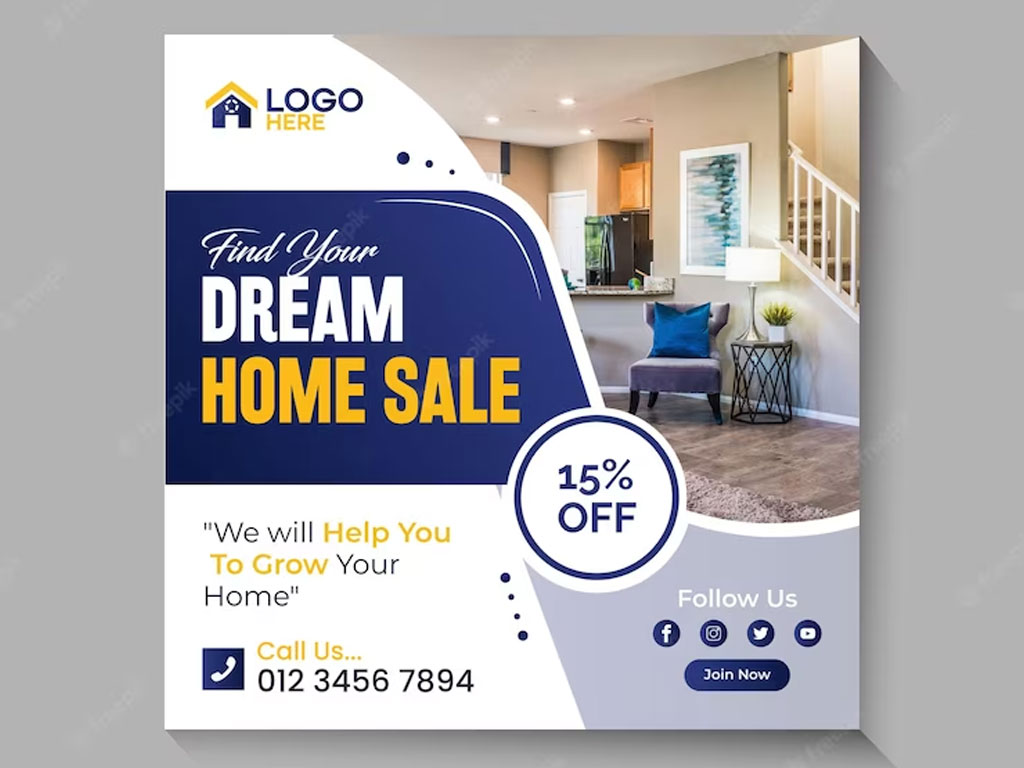 LOGO
HERE
Find Your
DREAM
HOME SALE
15%
OFF
"We will Help You
To Grow Your
Home"
Call Us...
012 3456 7894
Follow Us
Join Now